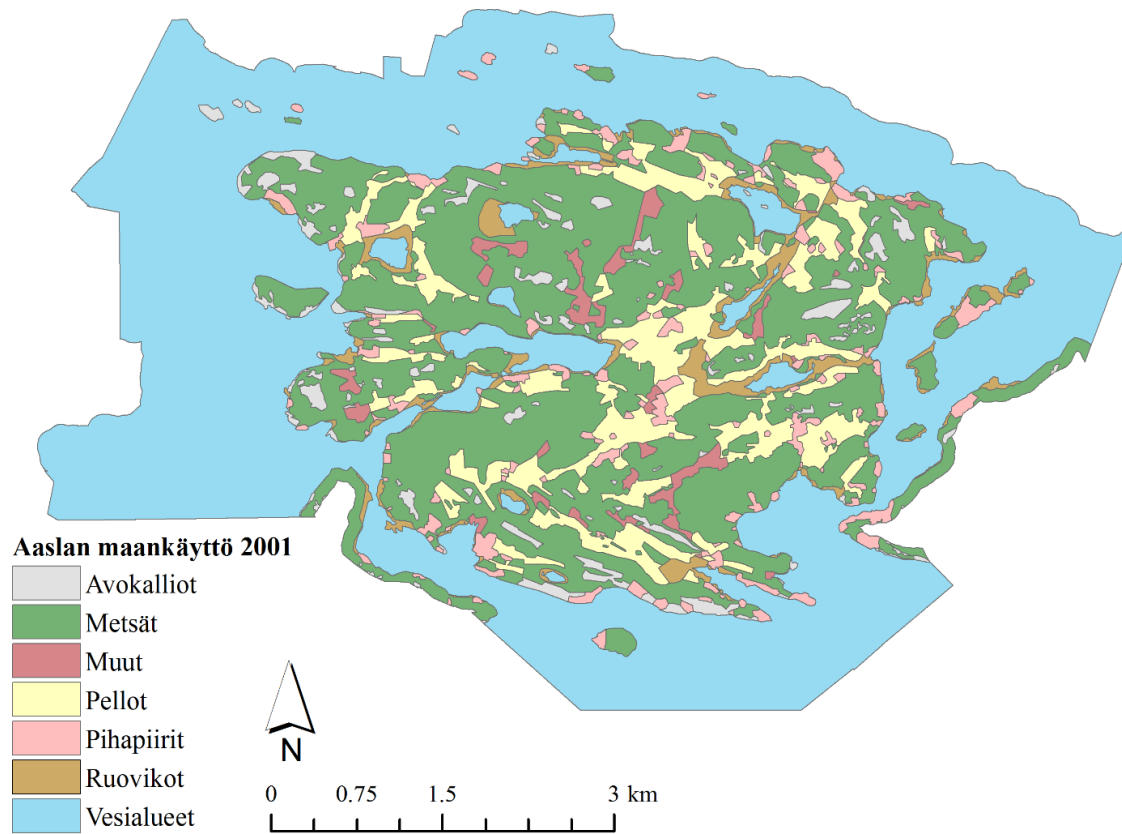 Aaslan maankäyttö 2001
Avokalliot
Metsät
Muut
Pellot
Pihapiirit
Ruovikot
Vesialueet
N
0 0.75 1.5 3 km